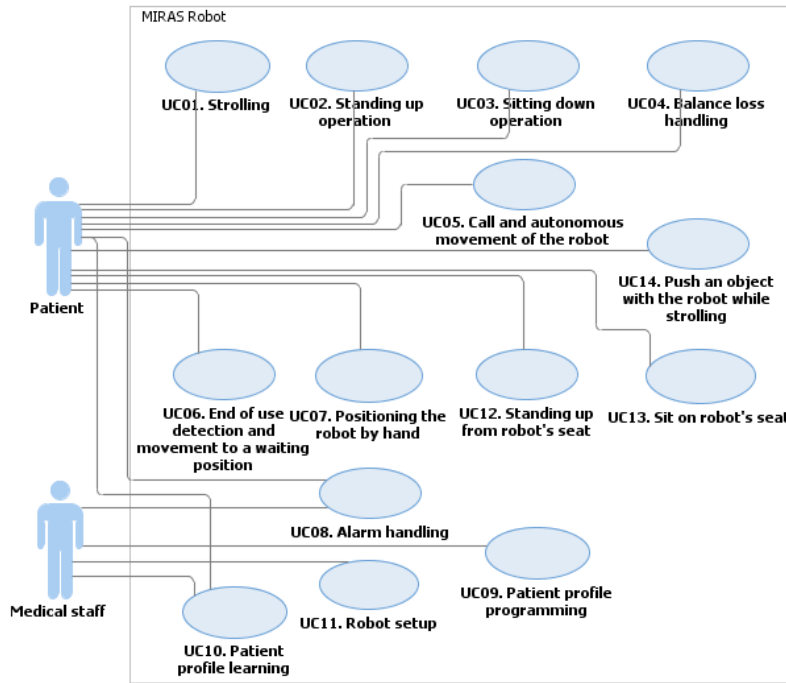 MIRAS Robot
UC01. Strolling
UC02. Standing up
operation
UC03. Sitting down
operation
UC04. Balance loss
handling
UC05. Call and autonomous
movement of the robot
Patient
UC14. Push an object
with the robot while
strolling
UC06. End of use
detection and
movement to a waiting
position
UC07. Positioning the
robot by hand
UC12. Standing up
from robot's seat
UC13. Sit on robot's seat
UC08. Alarm handling
Medical staff
UC09. Patient profile
programming
UC11. Robot setup
UC10. Patient
profile learning